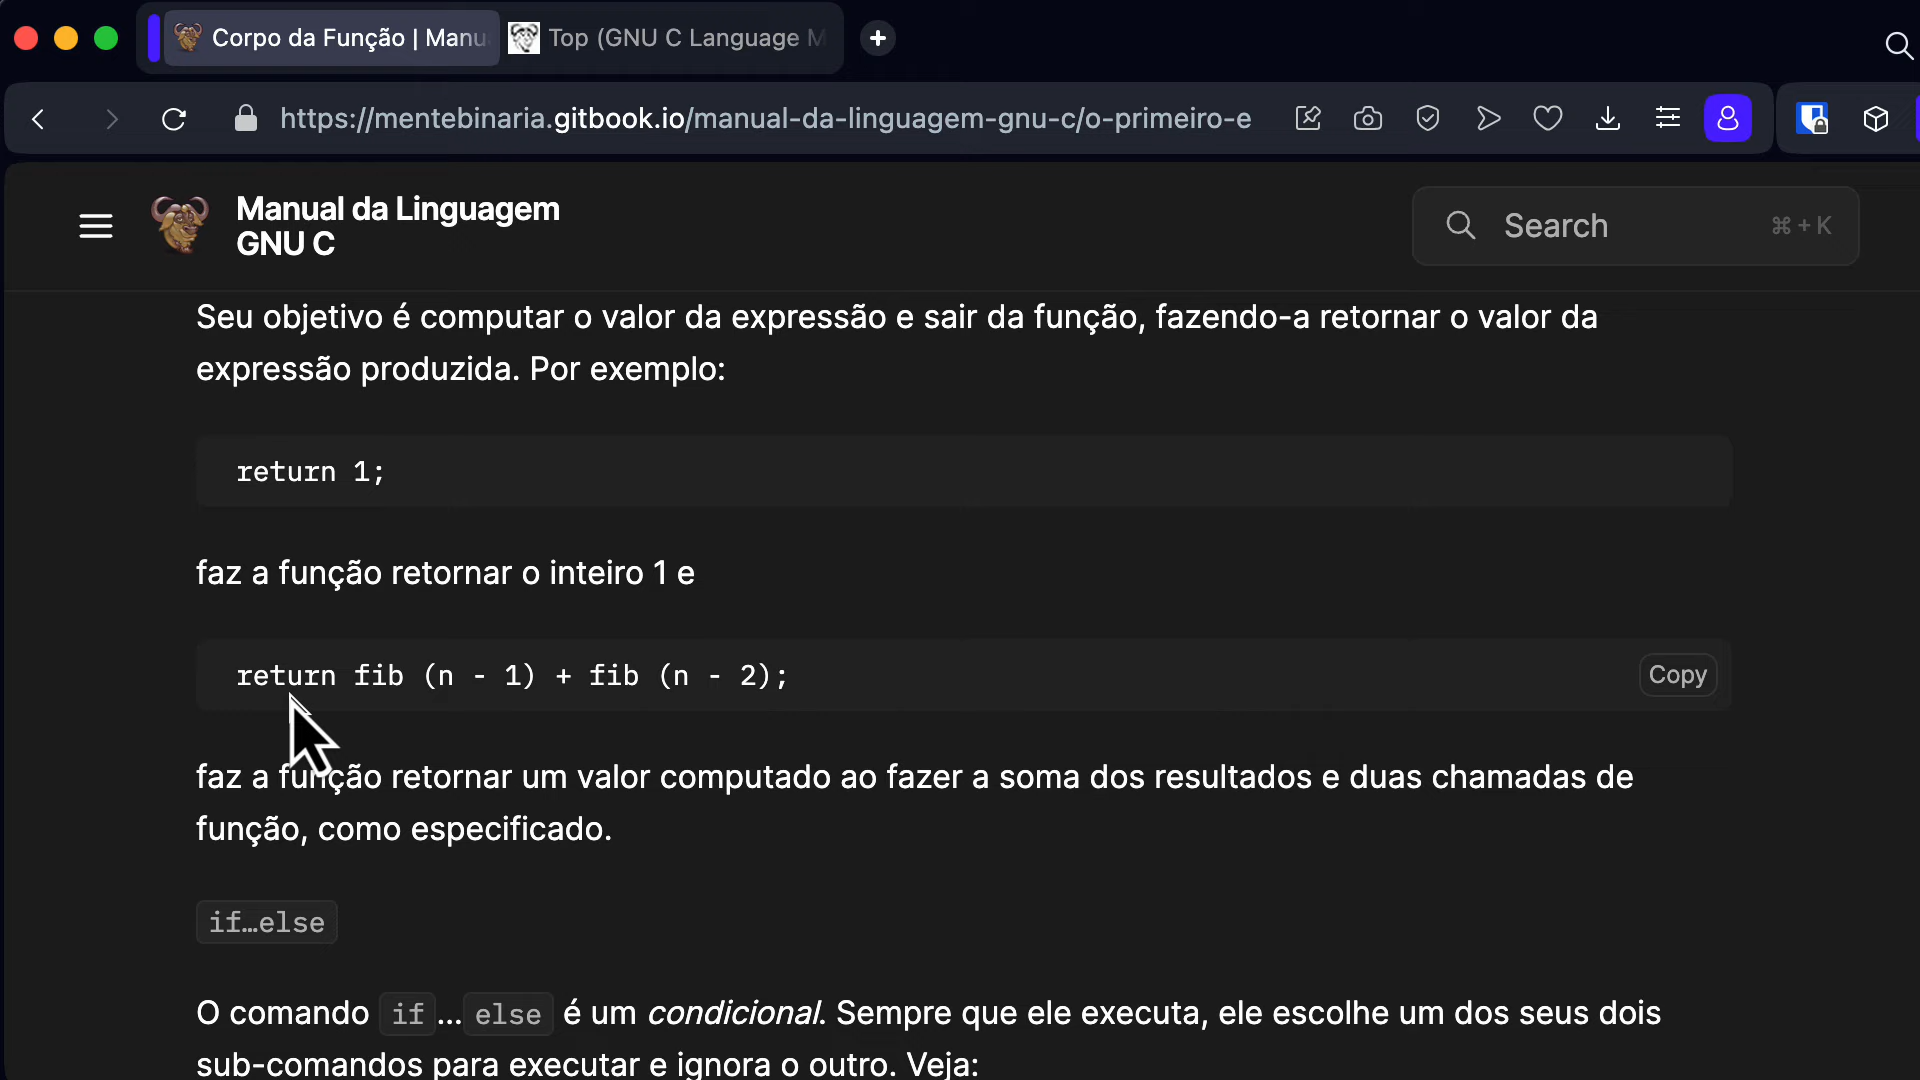 Corpo da Função | Manu
Top (GNU C Language M
https://mentebinaria.gitbook.io/manual-da-linguagem-gnu-c/o-primeiro-e
Manual da Linguagem
GNU C
Search
⌘ + K
Seu objetivo é computar o valor da expressão e sair da função, fazendo-a retornar o valor da
expressão produzida. Por exemplo:
return 1;
faz a função retornar o inteiro 1 e
return fib (n - 1) + fib (n - 2);
Copy
faz a função retornar um valor computado ao fazer a soma dos resultados e duas chamadas de
função, como especificado.
if…else
O comando if ... else é um condicional. Sempre que ele executa, ele escolhe um dos seus dois
sub-comandos para executar e ignora o outro. Veja: